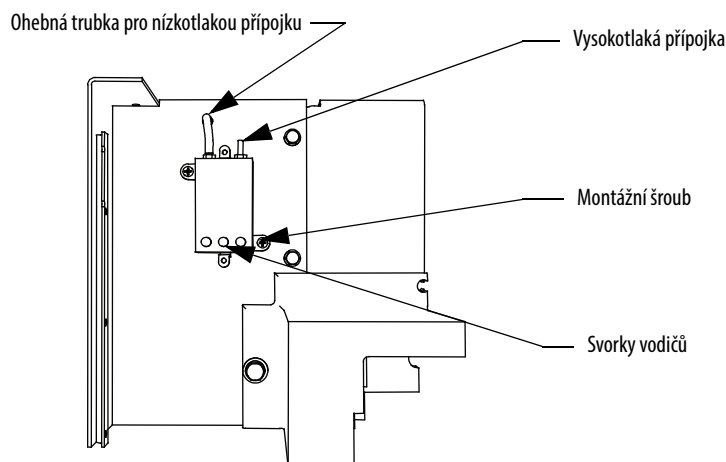 Ohebná trubka pro nízkotlakou přípojku
Vysokotlaká přípojka
Montážní šroub
Svorky vodičů